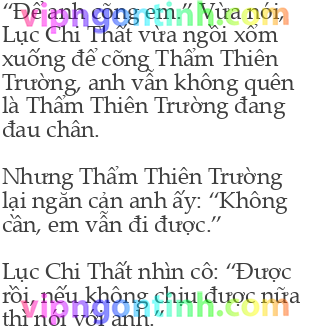 “Để anh cõng em.” Vừa nói,
Lục Chi Thất vừa ngồi xổm
xuống để cõng Thẩm Thiên
Trường, anh vẫn không quên
là Thẩm Thiên Trường đang
đau chân.
Nhưng Thẩm Thiên Trường
lại ngăn cản anh ấy: “Không
cần, em vẫn đi được.”
Lục Chi Thất nhìn cô: “Được
rồi, nếu không chịu được nữa
thì nói với anh.”
vipngontinh.com
vipngontinh.com